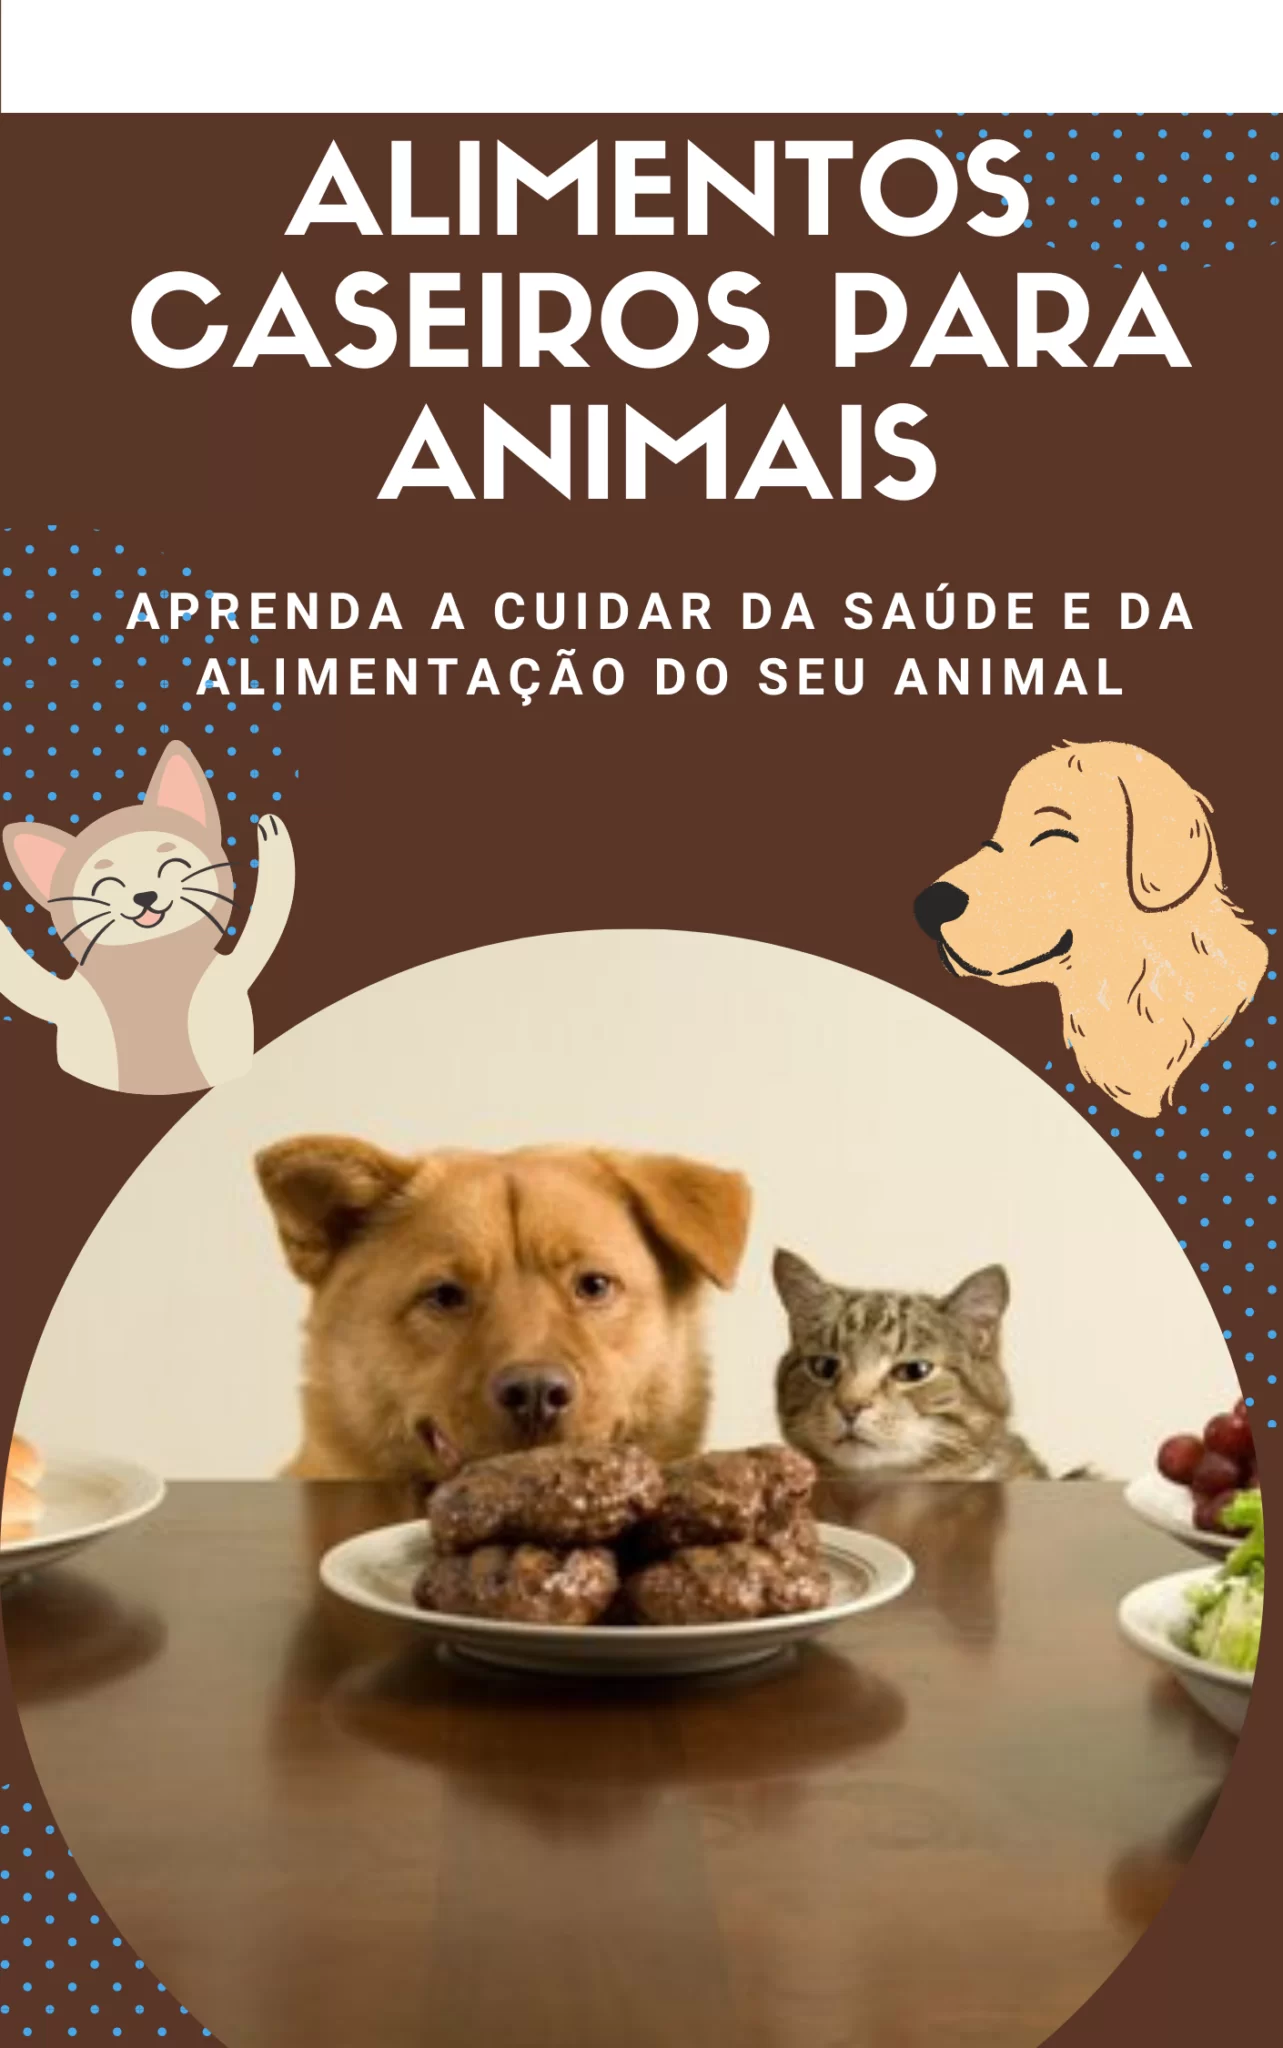 ALIMENTOS
CASEIROS PARA
ANIMAIS
APRENDA A CUIDAR DA SAÚDE E DA
ALIMENTAÇÃO DO SEU ANIMAL